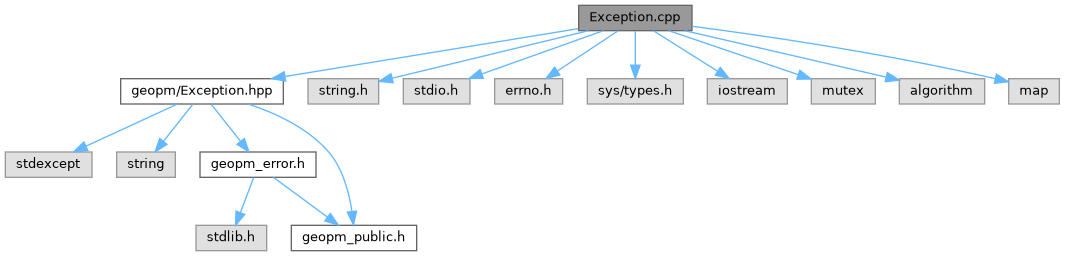 Exception.cpp
geopm/Exception.hpp
string.h
stdio.h
errno.h
sys/types.h
iostream
mutex
algorithm
map
stdexcept
string
geopm_error.h
stdlib.h
geopm_public.h